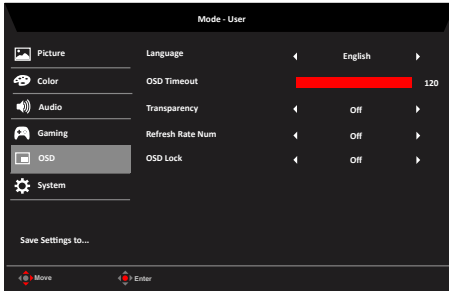 Mode - User
Picture
Language
English
Color
OSD Timeout
120
Audio
Transparency
Off
Gaming
Refresh Rate Num
Off
OSD
OSD Lock
Off
System
Save Settings to...
Move
Enter